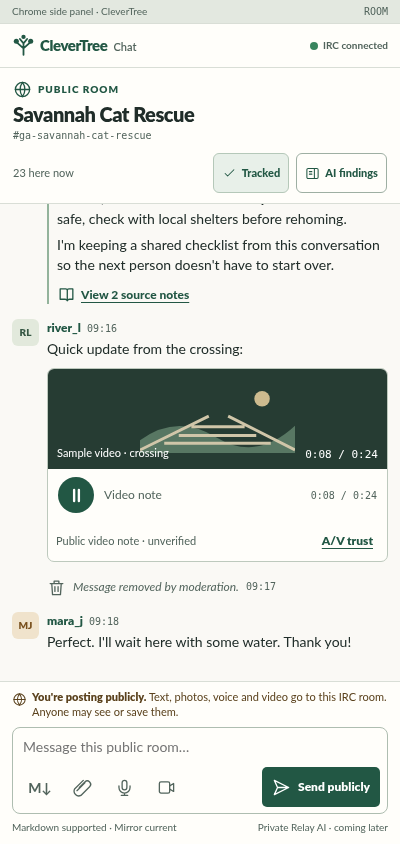 Chrome side panel · CleverTree
ROOM
CleverTree Chat
IRC connected
PUBLIC ROOM
Savannah Cat Rescue
#ga-savannah-cat-rescue
23 here now
Tracked
AI findings
safe, check with local shelters before rehoming.
I'm keeping a shared checklist from this conversation
so the next person doesn't have to start over.
View 2 source notes
RL
river_l 09:16
Quick update from the crossing:
Sample video · crossing
0:08 / 0:24
Video note
0:08 / 0:24
Public video note · unverified
A/V trust
Message removed by moderation. 09:17
MJ
mara_j 09:18
Perfect. I'll wait here with some water. Thank you!
You're posting publicly. Text, photos, voice and video go to this IRC room.
Anyone may see or save them.
Message this public room…
M↓
Send publicly
Markdown supported · Mirror current
Private Relay AI · coming later